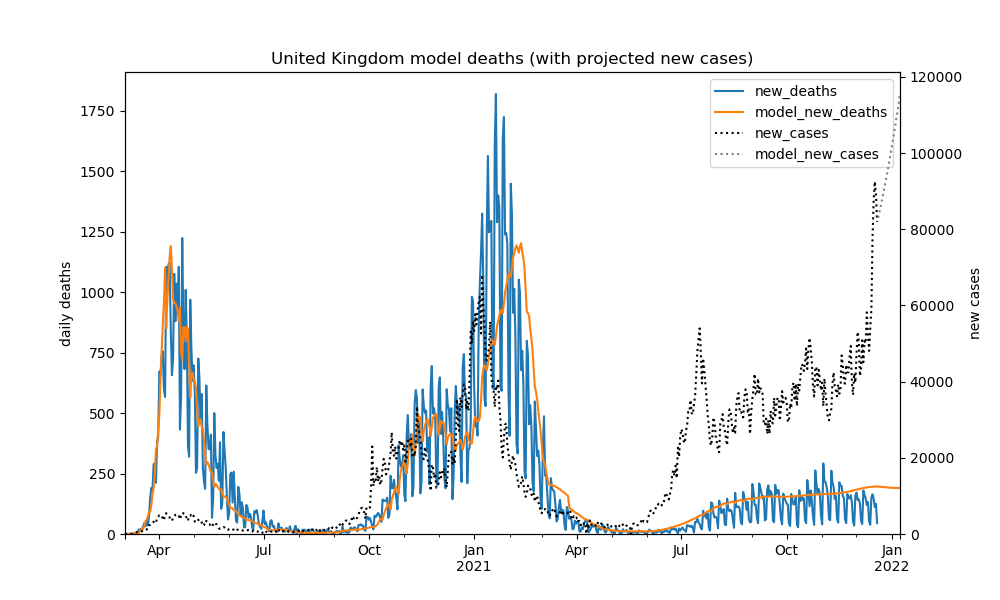 United Kingdom model deaths (with projected new cases)
new_deaths
model_new_deaths
new_cases
model_new_cases
daily deaths
new cases
1750
1500
1250
1000
750
500
250
0
120000
100000
80000
60000
40000
20000
0
Apr
Jul
Oct
Jan
2021
Apr
Jul
Oct
Jan
2022